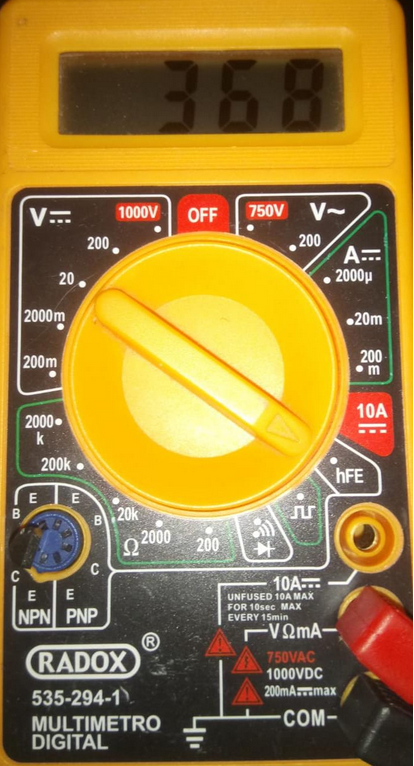 368
V⎓ 1000V OFF 750V V~
200 200
A⎓
20 2000µ
2000m 20m
200m 200
m
2000
k 10A
200k hFE
20k
Ω 2000 200
E E
B B
C C
E E
NPN PNP
10A⎓
UNFUSED 10A MAX
FOR 10sec MAX
EVERY 15min
VΩmA
750VAC
1000VDC
200mA⎓max
COM
RADOX ®
535-294-1
MULTIMETRO
DIGITAL